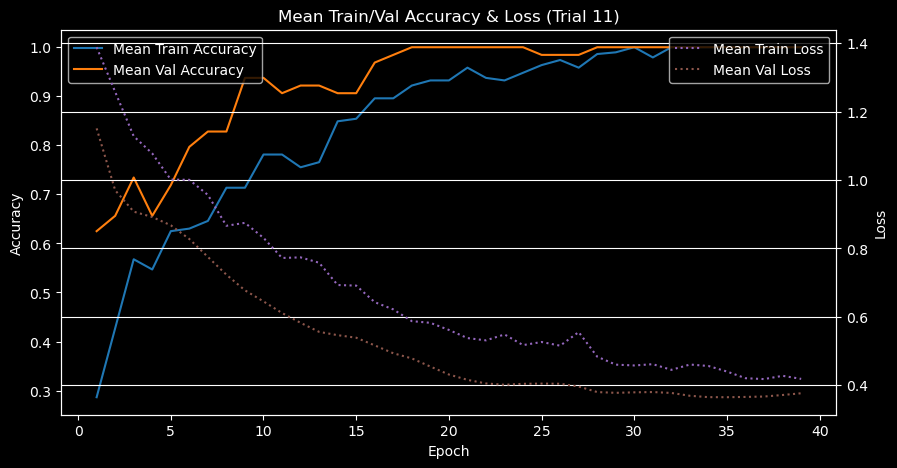 Mean Train/Val Accuracy & Loss (Trial 11)
Mean Train Accuracy
Mean Val Accuracy
Mean Train Loss
Mean Val Loss
1.0
0.9
0.8
0.7
0.6
0.5
0.4
0.3
Accuracy
1.4
1.2
1.0
0.8
0.6
0.4
Loss
0 5 10 15 20 25 30 35 40
Epoch